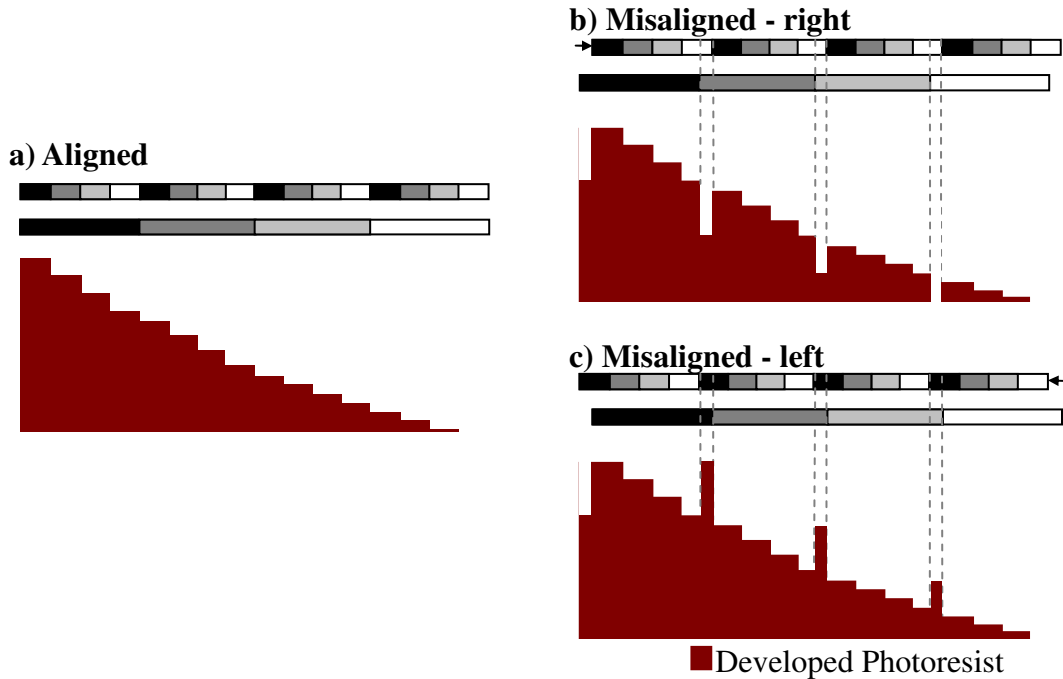 b) Misaligned - right
a) Aligned
c) Misaligned - left
Developed Photoresist